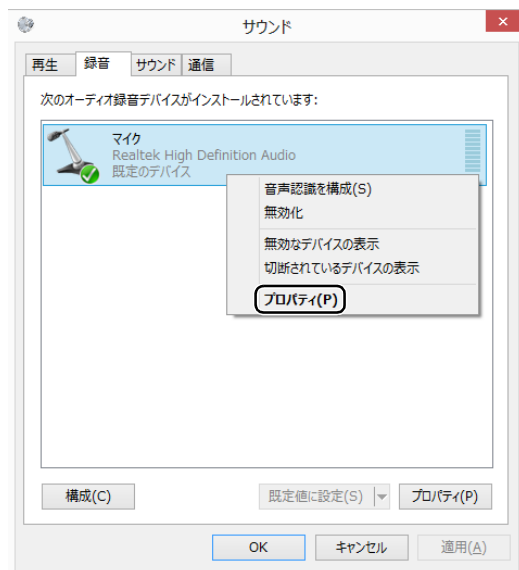 サウンド
再生 録音 サウンド 通信
次のオーディオ録音デバイスがインストールされています:
マイク
Realtek High Definition Audio
既定のデバイス
音声認識を構成(S)
無効化
無効なデバイスの表示
切断されているデバイスの表示
プロパティ(P)
構成(C) 既定値に設定(S) プロパティ(P)
OK キャンセル 適用(A)